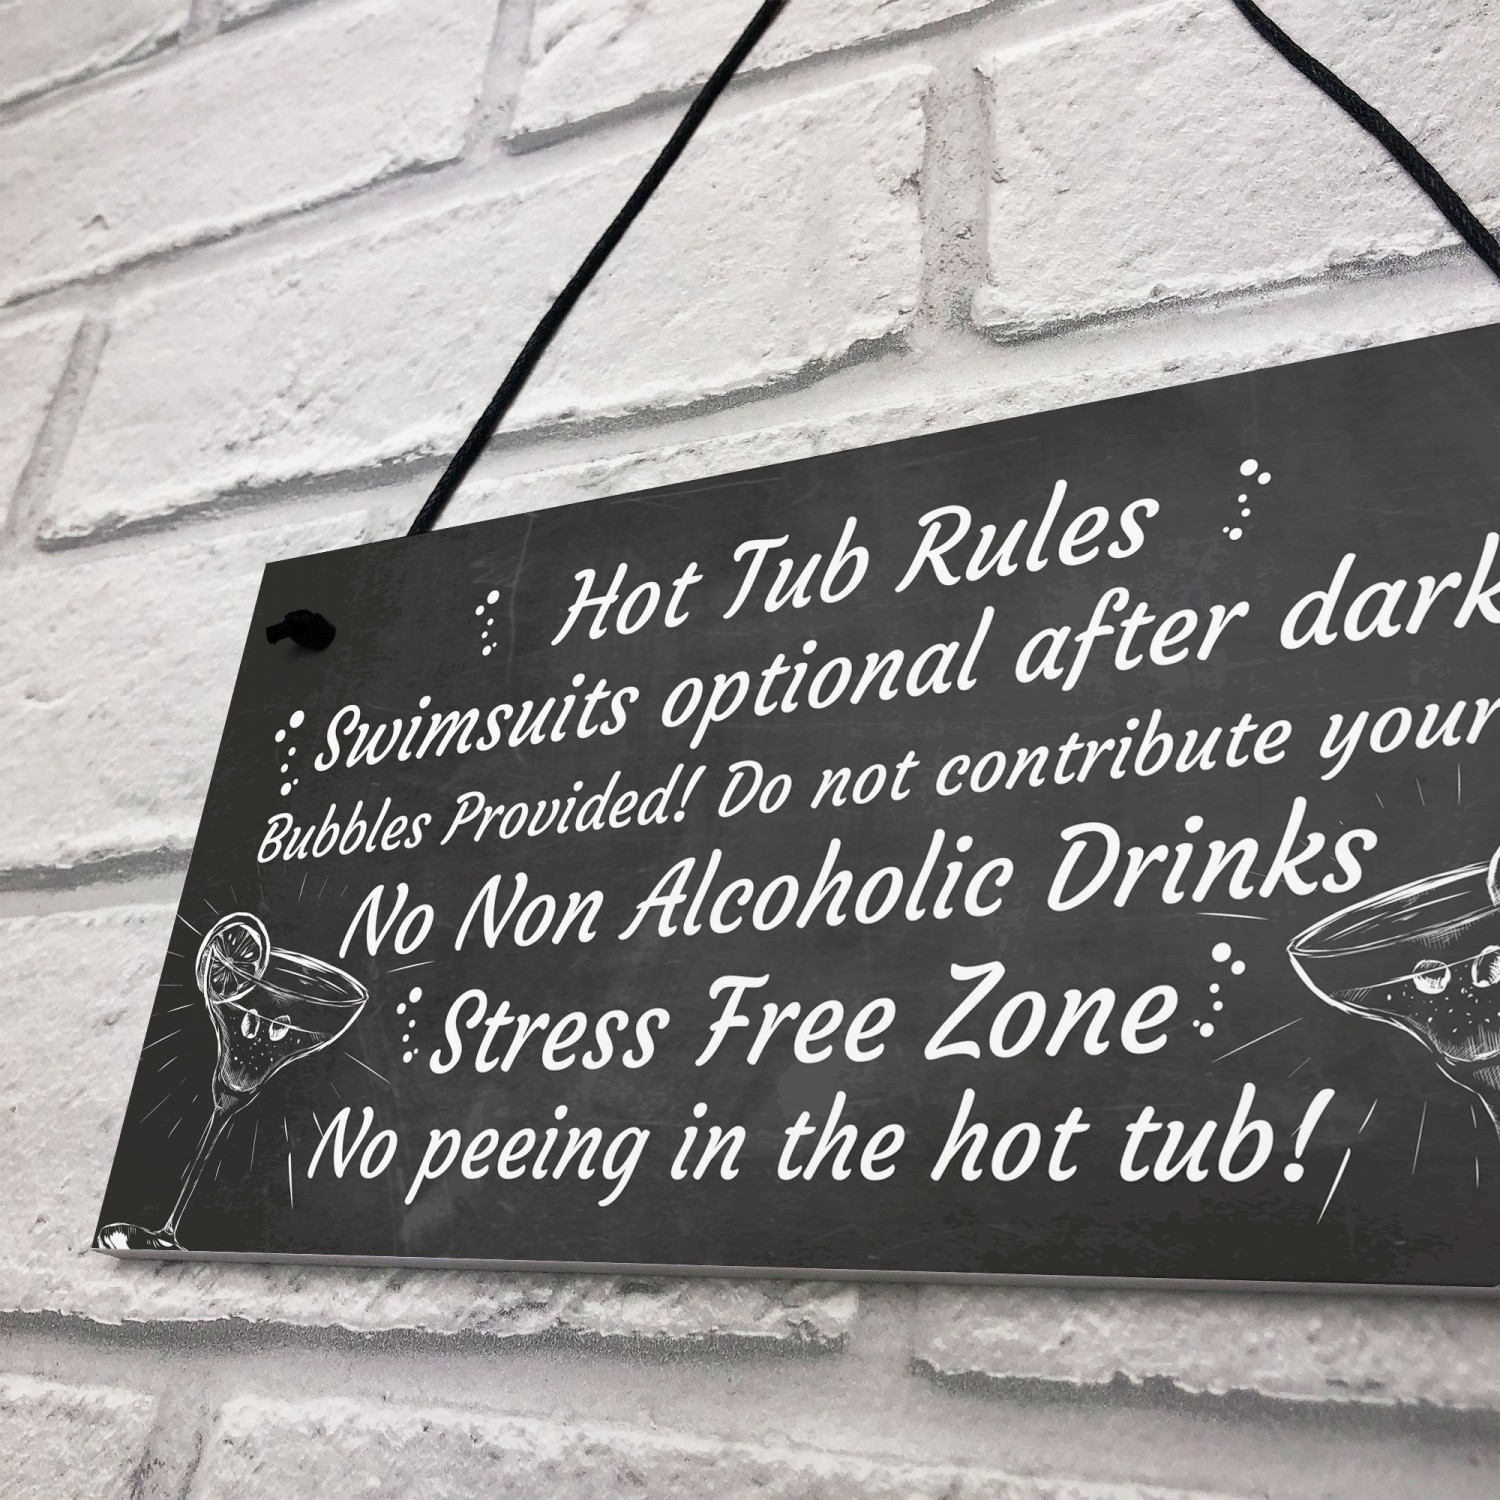 Hot Tub Rules
Swimsuits optional after dark
Bubbles Provided! Do not contribute your
No Non Alcoholic Drinks
Stress Free Zone
No peeing in the hot tub!